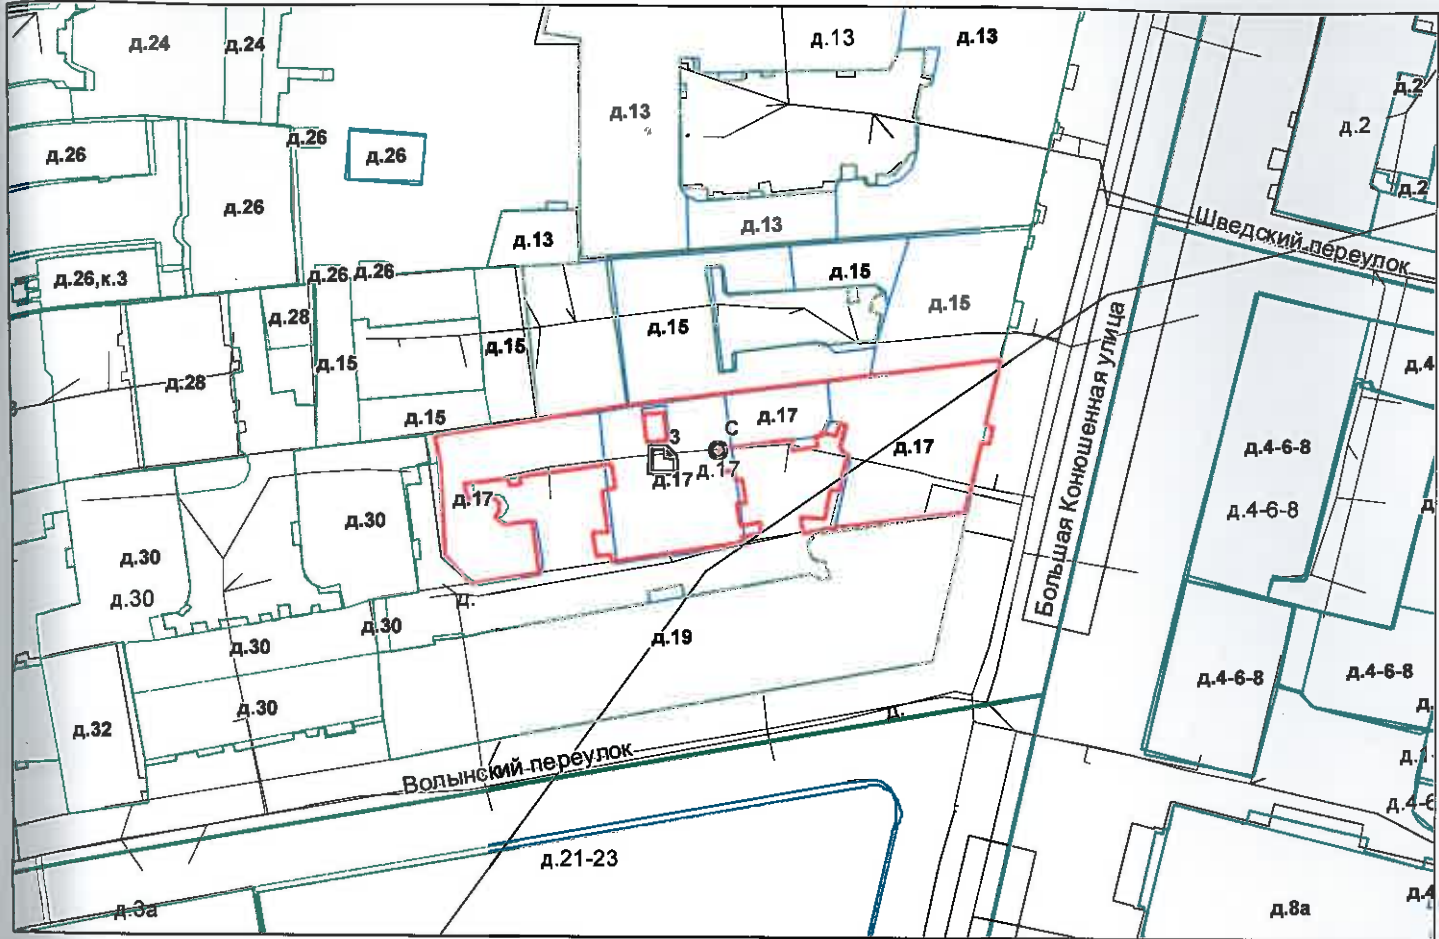 д.24
д.24
д.13
д.13
д.2
д.13
д.2
д.26
д.26
д.26
д.2
д.26
д.13
д.13
Шведский переулок
д.26,к.3
д.26
д.26
д.15
д.15
д.28
д.15
д.15
д.15
д.28
д.15
Большая Конюшенная улица
д.4
д.17
С
З
д.17
д.17
д.17
д.17
д.4-6-8
д.4-6-8
д.30
д.30
д.30
д.
д.30
д.30
д.19
д.4-6-8
д.4-6-8
д.30
д.32
д.
Волынский переулок
д.21-23
д.3а
д.8а